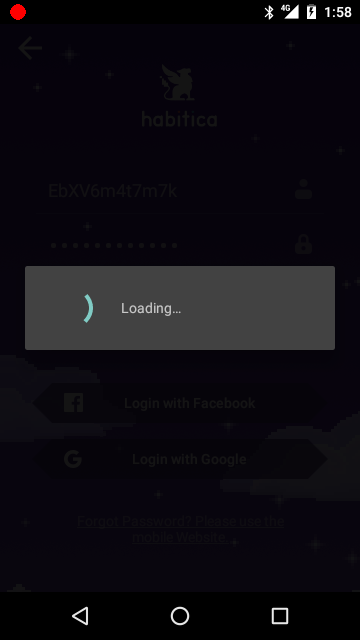 4G 1:58
habitica
EbXV6m4t7m7k
Loading...
Login with Facebook
Login with Google
Forgot Password? Please use the
mobile Website.